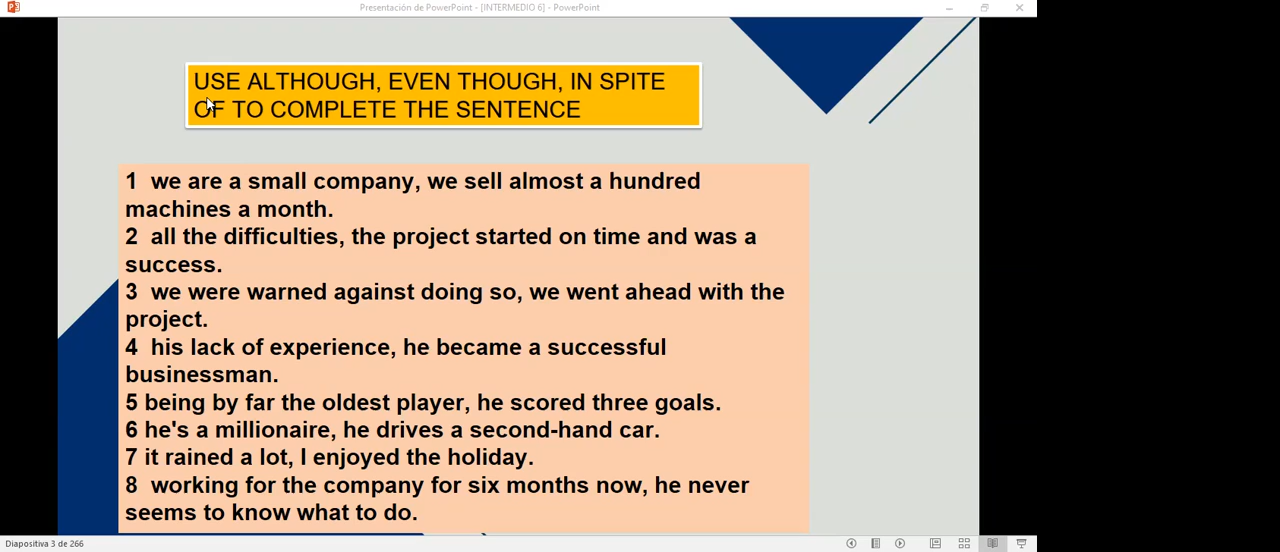 Presentación de PowerPoint - [INTERMEDIO 6] - PowerPoint
USE ALTHOUGH, EVEN THOUGH, IN SPITE
OF TO COMPLETE THE SENTENCE
1 we are a small company, we sell almost a hundred
machines a month.
2 all the difficulties, the project started on time and was a
success.
3 we were warned against doing so, we went ahead with the
project.
4 his lack of experience, he became a successful
businessman.
5 being by far the oldest player, he scored three goals.
6 he's a millionaire, he drives a second-hand car.
7 it rained a lot, I enjoyed the holiday.
8 working for the company for six months now, he never
seems to know what to do.
Diapositiva 3 de 266